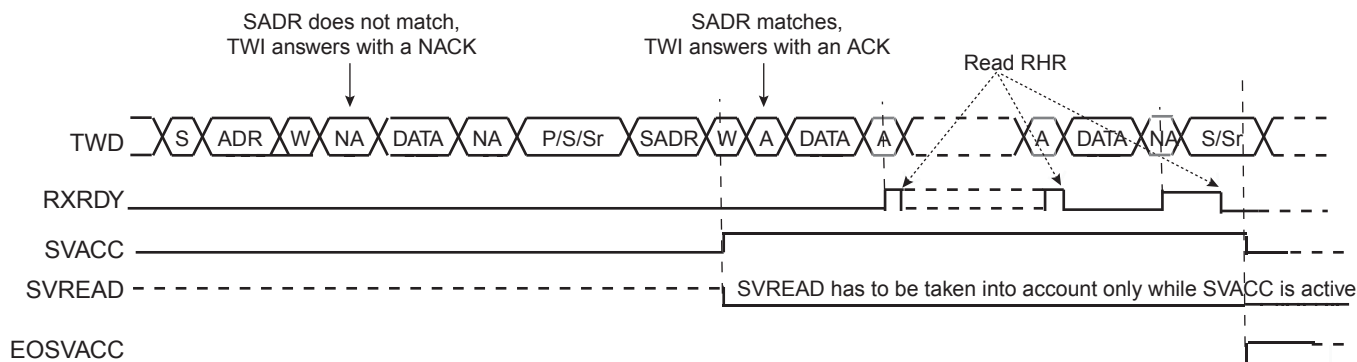 SADR does not match,
TWI answers with a NACK
SADR matches,
TWI answers with an ACK
Read RHR
TWD S ADR W NA DATA NA P/S/Sr SADR W A DATA A A DATA NA S/Sr
RXRDY
SVACC
SVREAD SVREAD has to be taken into account only while SVACC is active
EOSVACC